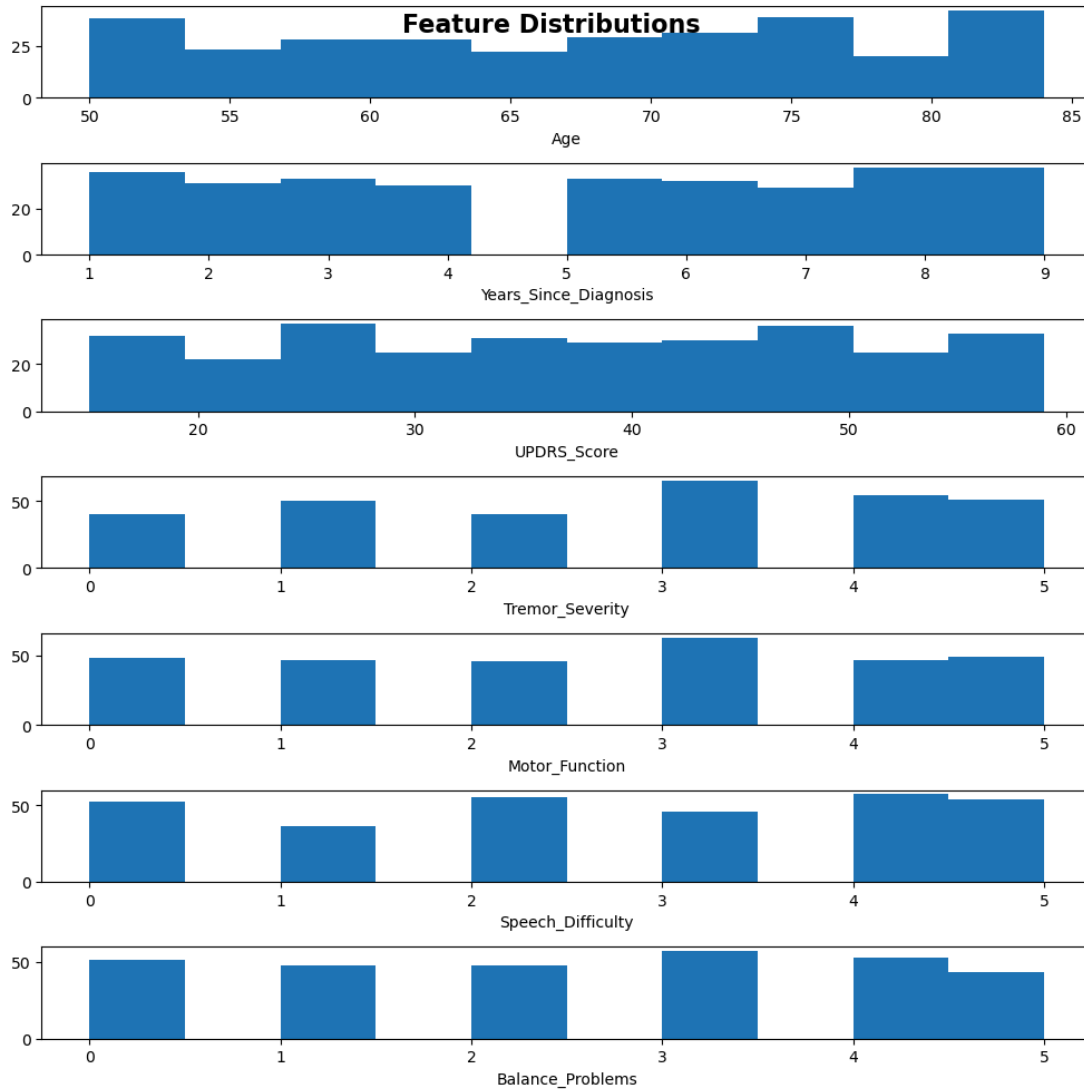 Feature Distributions
25
0
50 55 60 65 70 75 80 85
Age
20
0
1 2 3 4 5 6 7 8 9
Years_Since_Diagnosis
20
0
20 30 40 50 60
UPDRS_Score
50
0
0 1 2 3 4 5
Tremor_Severity
50
0
0 1 2 3 4 5
Motor_Function
50
0
0 1 2 3 4 5
Speech_Difficulty
50
0
0 1 2 3 4 5
Balance_Problems